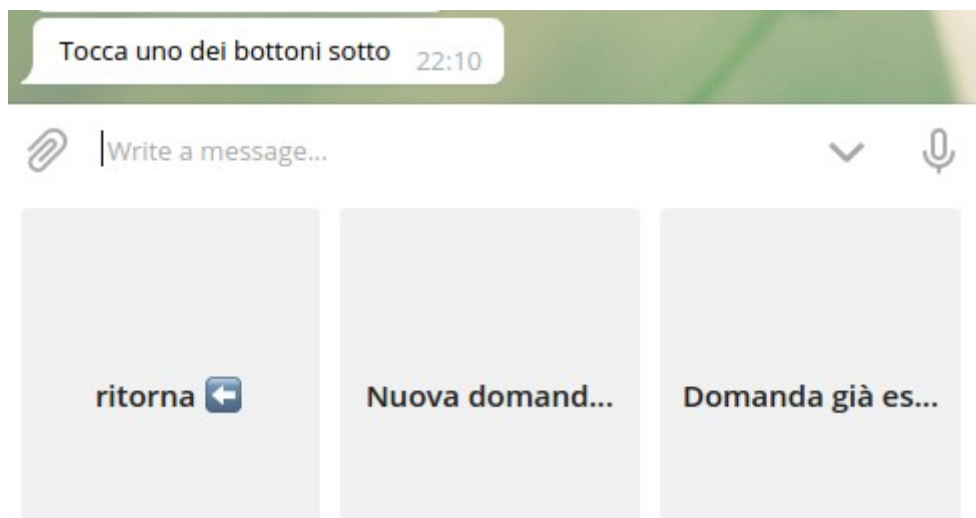 Tocca uno dei bottoni sotto 22:10
Write a message...
ritorna ⬅️ Nuova domand... Domanda già es...